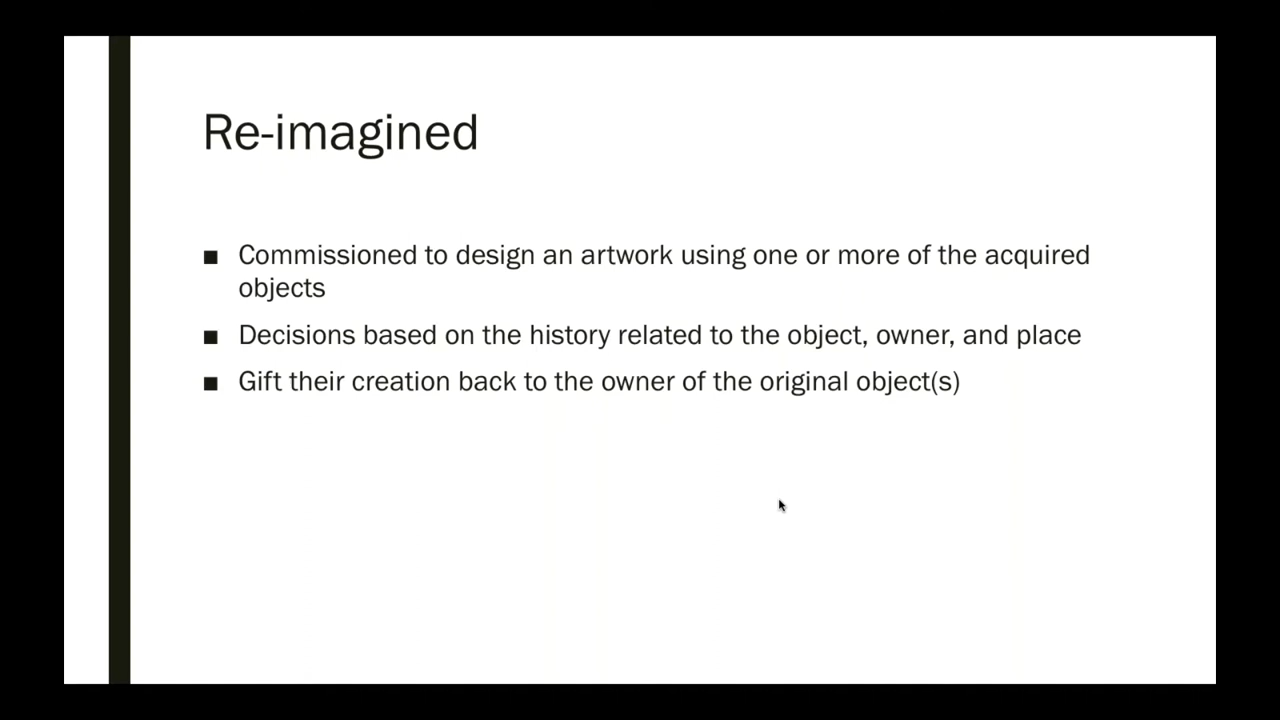 Re-imagined
■ Commissioned to design an artwork using one or more of the acquired
objects
■ Decisions based on the history related to the object, owner, and place
■ Gift their creation back to the owner of the original object(s)